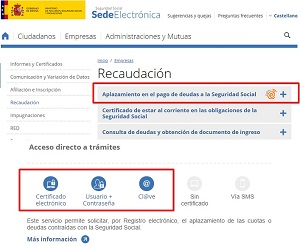 Seguridad Social
SedeElectrónica
Sugerencias y quejas
Preguntas frecuentes
Castellano
Ciudadanos
Empresas
Administraciones y Mutuas
Informes y Certificados
Comunicación y Variación de Datos
Afiliación e Inscripción
Recaudación
Impugnaciones
RED
Inicio / Empresas
Recaudación
Aplazamiento en el pago de deudas a la Seguridad Social
Certificado de estar al corriente en las obligaciones de la
Seguridad Social
Consulta de deudas y obtención de documento de ingreso
Acceso directo a trámites
Certificado
electrónico
Usuario +
Contraseña
Cl@ve
Sin
certificado
Vía SMS
Este servicio permite solicitar, por Registro electrónico, el aplazamiento de las cuotas o
deudas contraídas con la Seguridad Social.
Más información